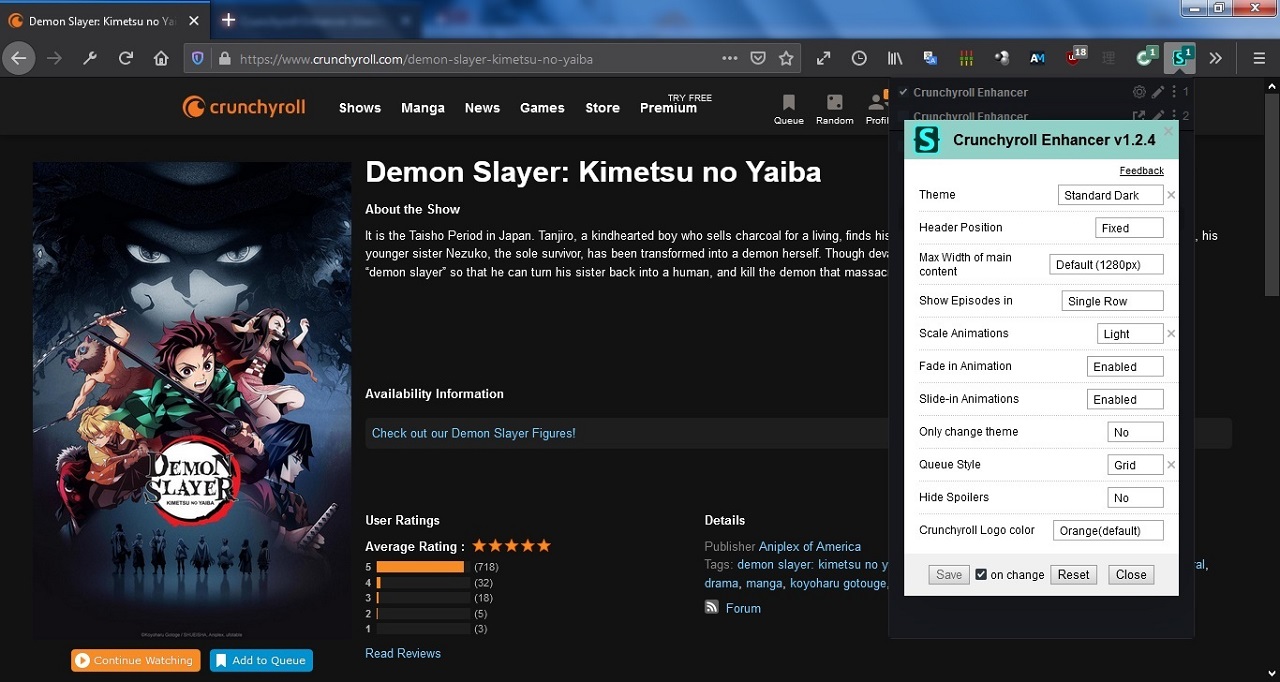 Demon Slayer: Kimetsu no Ya
https://www.crunchyroll.com/demon-slayer-kimetsu-no-yaiba
18
1
1
crunchyroll
Shows
Manga
News
Games
Store
TRY FREE
Premium
Queue
Random
Profil
Crunchyroll Enhancer
1
Crunchyroll Enhancer
2
Demon Slayer: Kimetsu no Yaiba
About the Show
It is the Taisho Period in Japan. Tanjiro, a kindhearted boy who sells charcoal for a living, finds his
, his
younger sister Nezuko, the sole survivor, has been transformed into a demon herself. Though deva
“demon slayer” so that he can turn his sister back into a human, and kill the demon that massac
Availability Information
Check out our Demon Slayer Figures!
User Ratings
Average Rating :
5 (718)
4 (32)
3 (18)
2 (5)
1 (3)
Read Reviews
Details
Publisher Aniplex of America
Tags: demon slayer: kimetsu no y
al,
drama, manga, koyoharu gotouge,
Forum
DEMON
SLAYER
KIMETSU NO YAIBA
Continue Watching
Add to Queue
S
Crunchyroll Enhancer v1.2.4
Feedback
Theme
Standard Dark
Header Position
Fixed
Max Width of main
content
Default (1280px)
Show Episodes in
Single Row
Scale Animations
Light
Fade in Animation
Enabled
Slide-in Animations
Enabled
Only change theme
No
Queue Style
Grid
Hide Spoilers
No
Crunchyroll Logo color
Orange(default)
Save
on change
Reset
Close